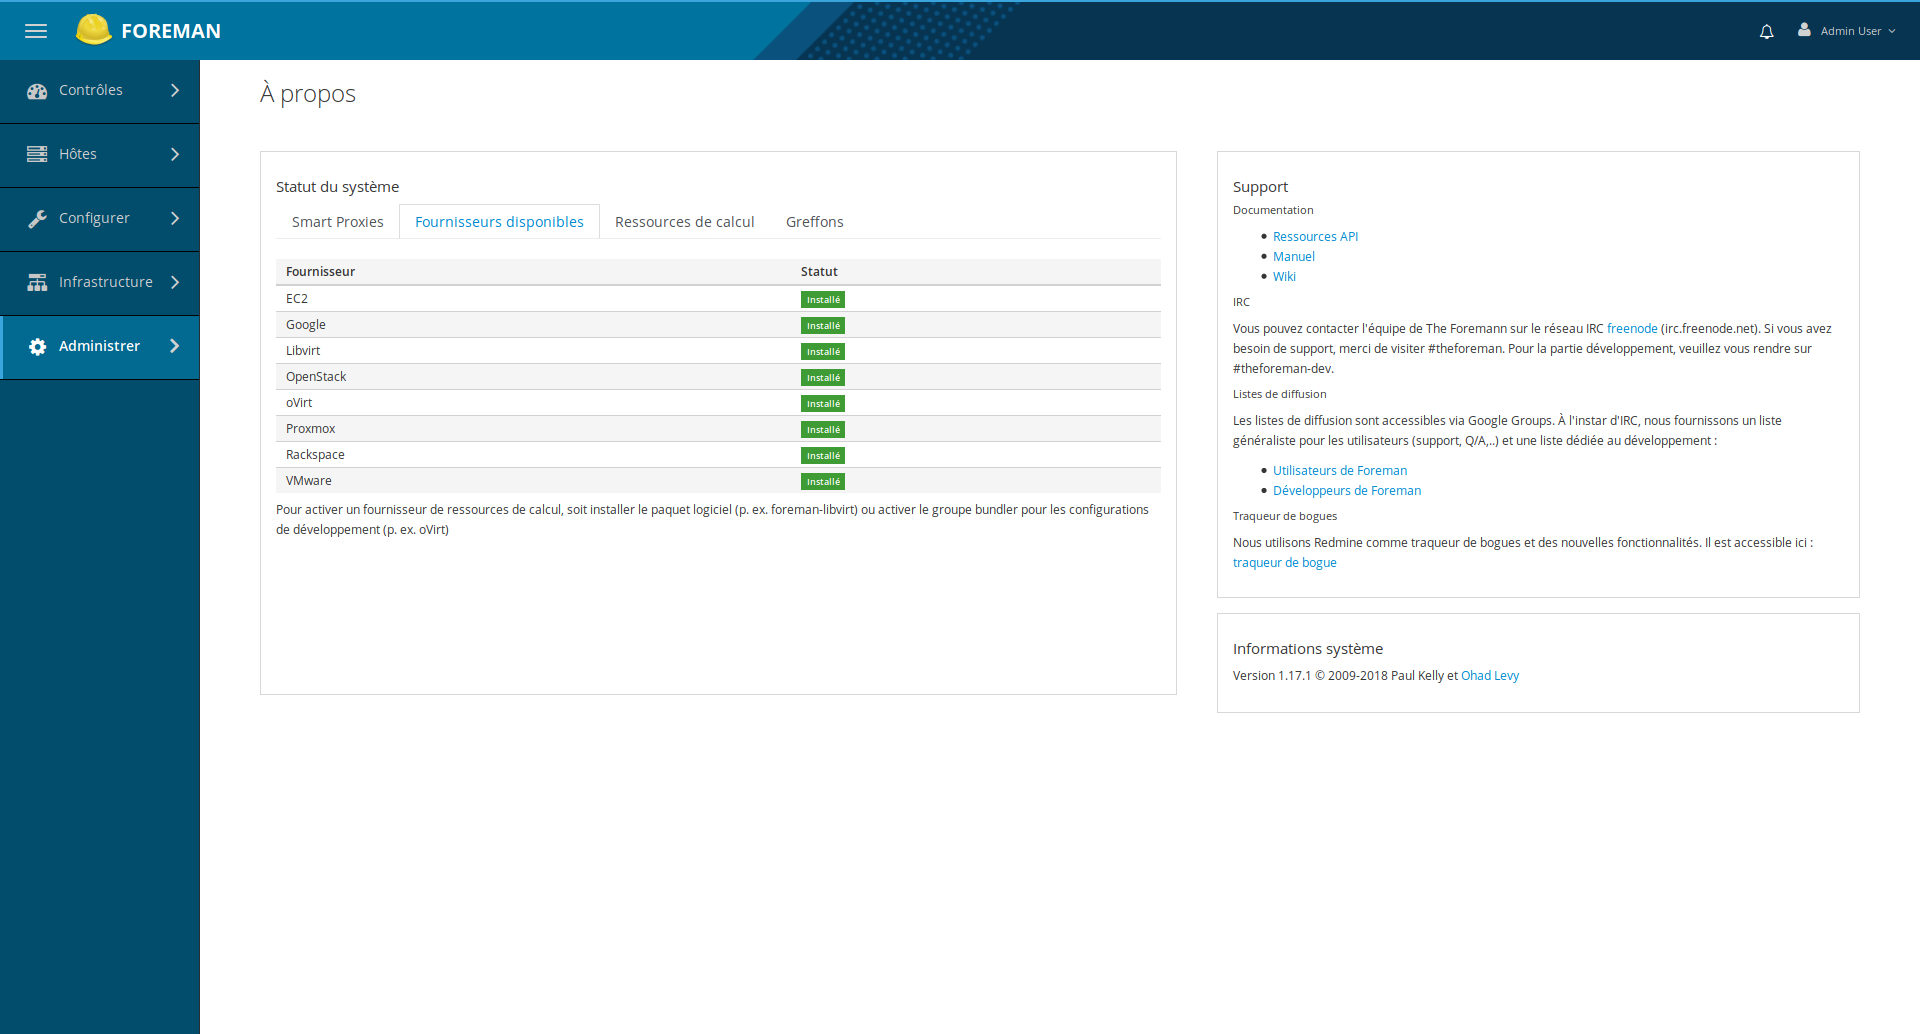 FOREMAN
Admin User
Contrôles
Hôtes
Configurer
Infrastructure
Administrer
À propos
Statut du système
Smart Proxies
Fournisseurs disponibles
Ressources de calcul
Greffons
Fournisseur Statut
EC2 Installé
Google Installé
Libvirt Installé
OpenStack Installé
oVirt Installé
Proxmox Installé
Rackspace Installé
VMware Installé
Pour activer un fournisseur de ressources de calcul, soit installer le paquet logiciel (p. ex. foreman-libvirt) ou activer le groupe bundler pour les configurations
de développement (p. ex. oVirt)
Support
Documentation
Ressources API
Manuel
Wiki
IRC
Vous pouvez contacter l'équipe de The Foremann sur le réseau IRC freenode (irc.freenode.net). Si vous avez
besoin de support, merci de visiter #theforeman. Pour la partie développement, veuillez vous rendre sur
#theforeman-dev.
Listes de diffusion
Les listes de diffusion sont accessibles via Google Groups. À l'instar d'IRC, nous fournissons un liste
généraliste pour les utilisateurs (support, Q/A,..) et une liste dédiée au développement :
Utilisateurs de Foreman
Développeurs de Foreman
Traqueur de bogues
Nous utilisons Redmine comme traqueur de bogues et des nouvelles fonctionnalités. Il est accessible ici :
traqueur de bogue
Informations système
Version 1.17.1 © 2009-2018 Paul Kelly et Ohad Levy